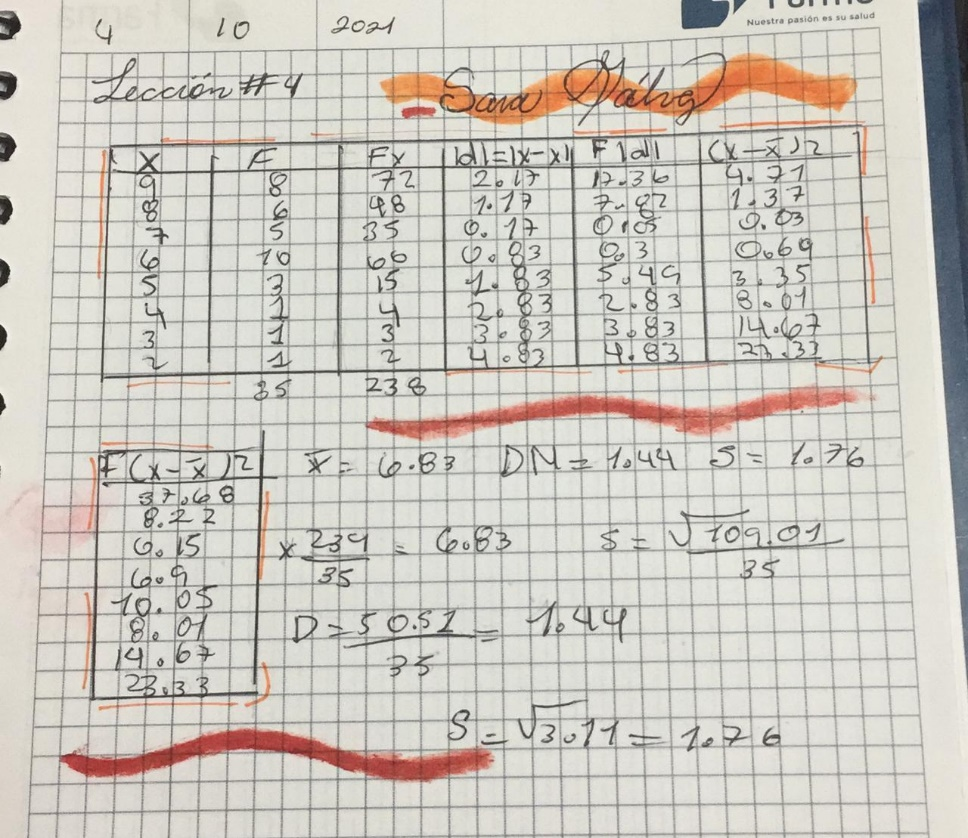 4 10 2021
Nuestra pasión es su salud
Lección #4 Sara
X F Fx |d|=|x-x| F|d| (x-x̄)2
9 8 72 2.17 17.36 4.71
8 6 48 1.17 7.02 1.37
7 5 35 0.17 0.05 0.03
6 10 60 0.83 0.3 0.69
5 3 15 1.83 5.49 3.35
4 1 4 2.83 2.83 8.01
3 1 3 3.83 3.83 14.67
2 1 2 4.83 4.83 23.33
35 238
F(x-x̄)2 x̄= 6.83 DM=1.44 S= 1.76
37.68
8.22
0.15 x 239/35 = 6.83 S= √109.01/35
6.9
10.05
8.01 D=50.51/35=1.44
14.67
23.33
S=√3.11=1.76